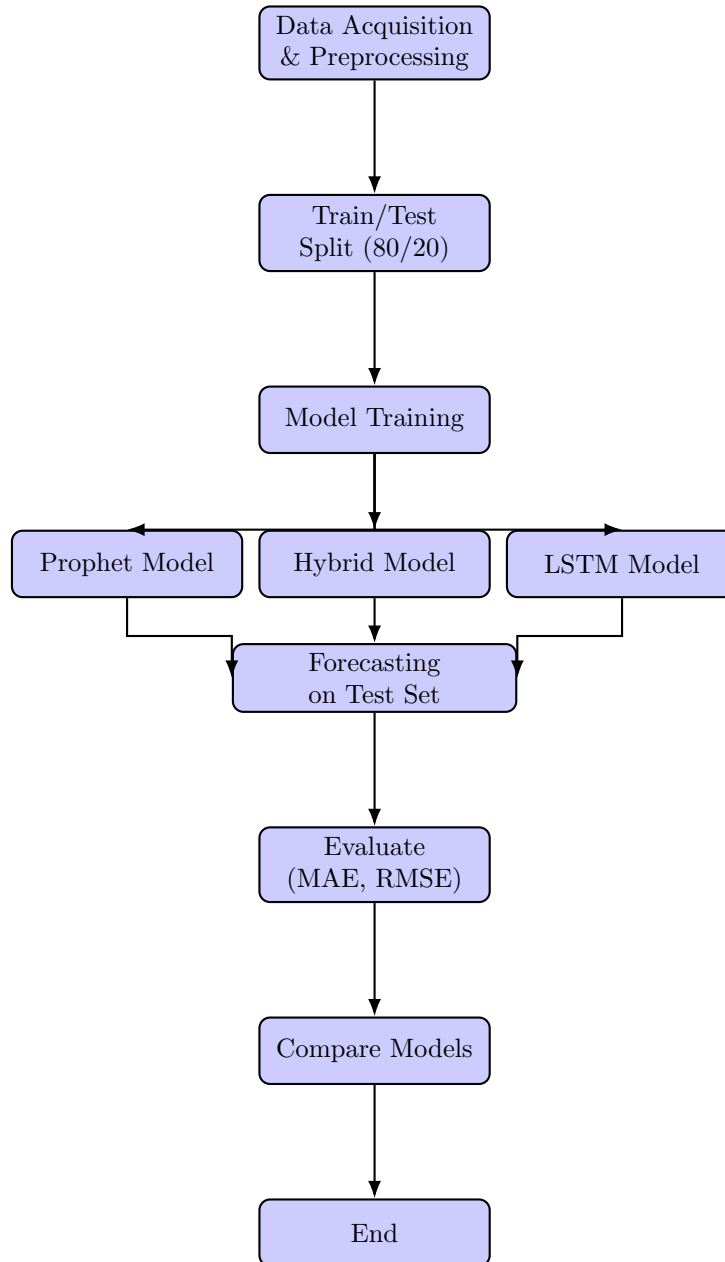 Data Acquisition
& Preprocessing
Train/Test
Split (80/20)
Model Training
Prophet Model
Hybrid Model
LSTM Model
Forecasting
on Test Set
Evaluate
(MAE, RMSE)
Compare Models
End